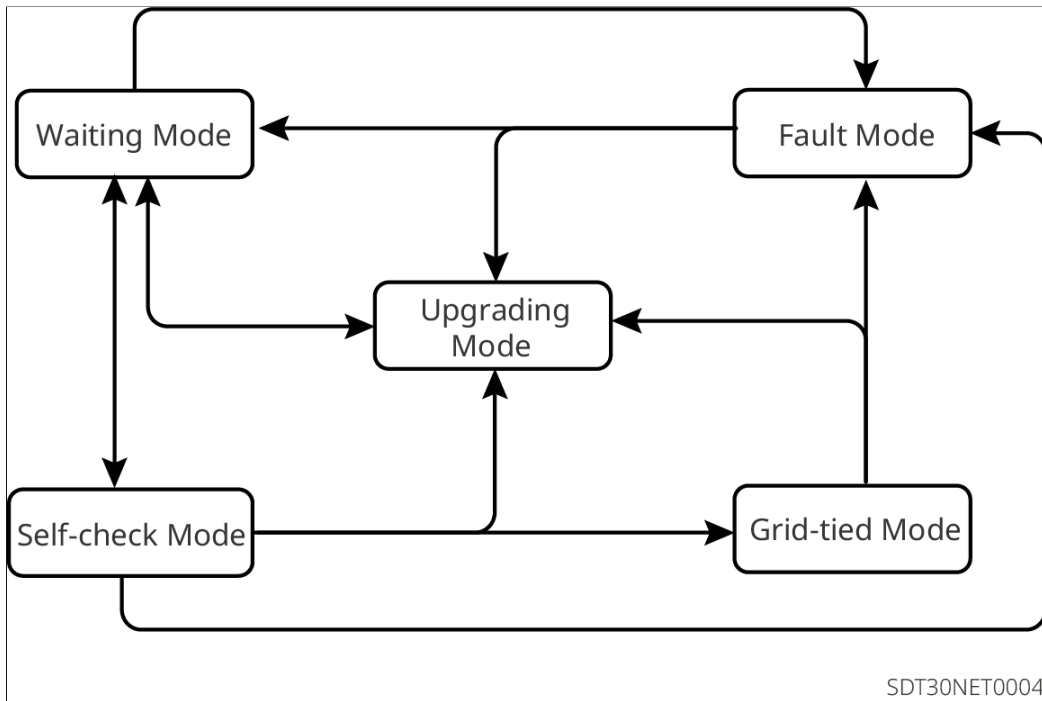 Waiting Mode
Fault Mode
Upgrading
Mode
Self-check Mode
Grid-tied Mode
SDT30NET0004